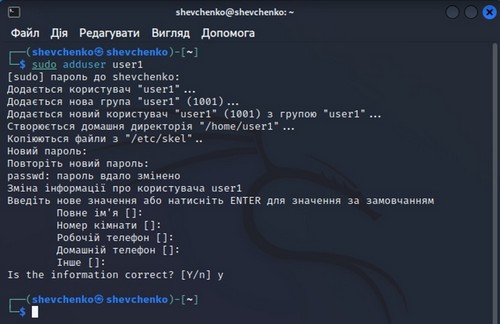 shevchenko@shevchenko: ~
Файл Дія Редагувати Вигляд Допомога
┌──(shevchenko㉿shevchenko)-[~]
└─$ sudo adduser user1
[sudo] пароль до shevchenko:
Додається користувач "user1"...
Додається нова група "user1" (1001)...
Додається новий користувач "user1" (1001) з групою "user1"...
Створюється домашня директорія "/home/user1"...
Копіюються файли з "/etc/skel"..
Новий пароль:
Повторіть новий пароль:
passwd: пароль вдало змінено
Зміна інформації про користувача user1
Введіть нове значення або натисніть ENTER для значення за замовчанням
Повне ім'я []:
Номер кімнати []:
Робочій телефон []:
Домашній телефон []:
Інше []:
Is the information correct? [Y/n] y
┌──(shevchenko㉿shevchenko)-[~]
└─$